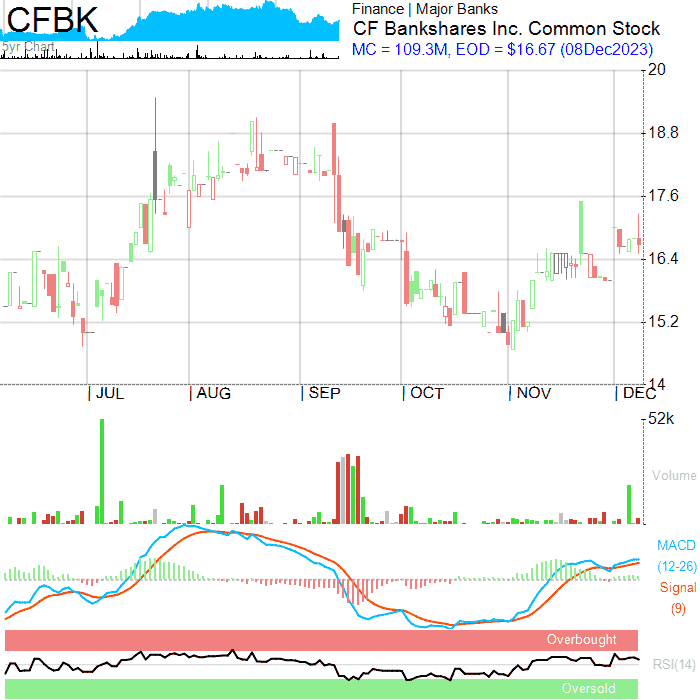 CFBK
5yr Chart
Finance | Major Banks
CF Bankshares Inc. Common Stock
MC = 109.3M, EOD = $16.67 (08Dec2023)
20
18.8
17.6
16.4
15.2
14
JUL
AUG
SEP
OCT
NOV
DEC
52k
Volume
MACD
(12-26)
Signal
(9)
Overbought
RSI(14)
Oversold